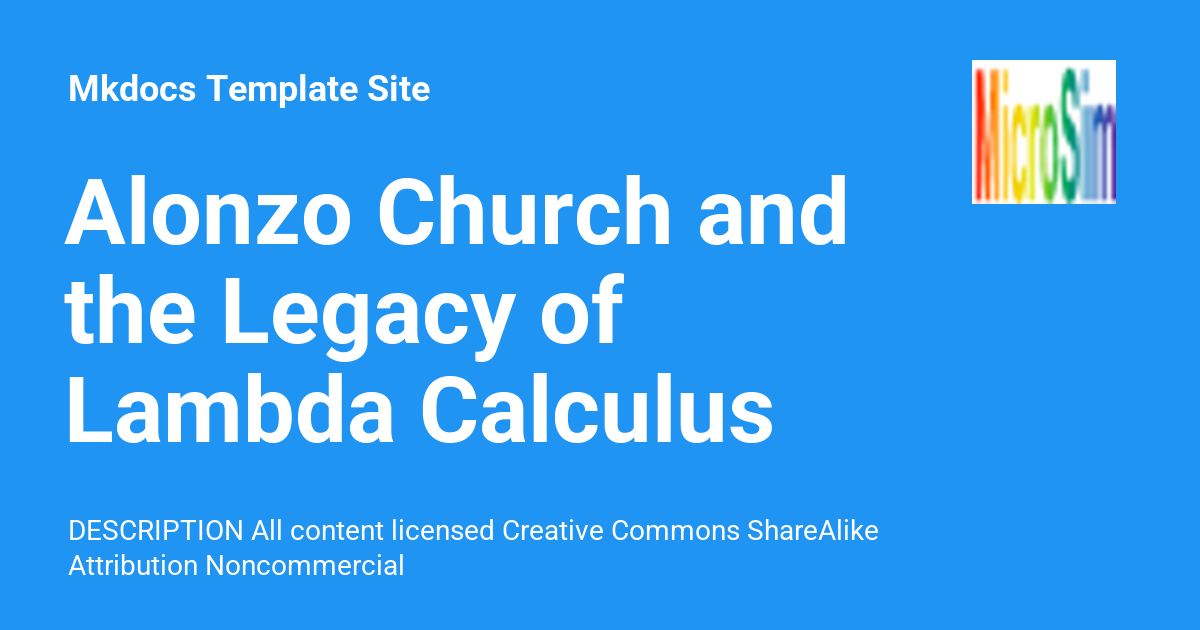 Mkdocs Template Site
MicroSim
Alonzo Church and
the Legacy of
Lambda Calculus
DESCRIPTION All content licensed Creative Commons ShareAlike
Attribution Noncommercial